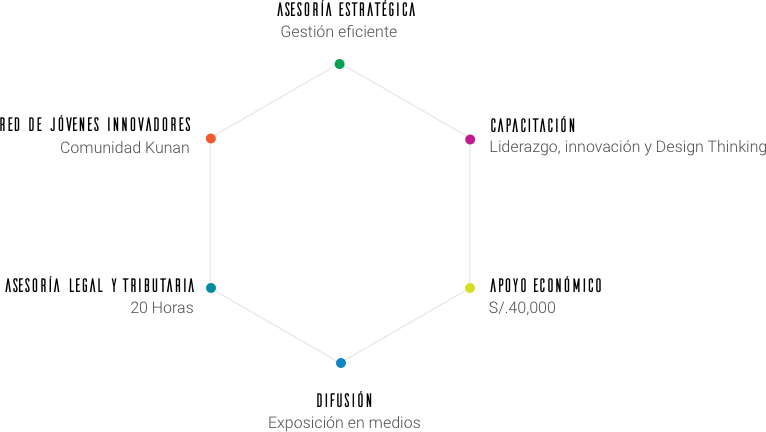 ASESORÍA ESTRATÉGICA
Gestión eficiente
RED DE JÓVENES INNOVADORES
Comunidad Kunan
CAPACITACIÓN
Liderazgo, innovación y Design Thinking
ASESORÍA LEGAL Y TRIBUTARIA
20 Horas
APOYO ECONÓMICO
S/.40,000
DIFUSIÓN
Exposición en medios